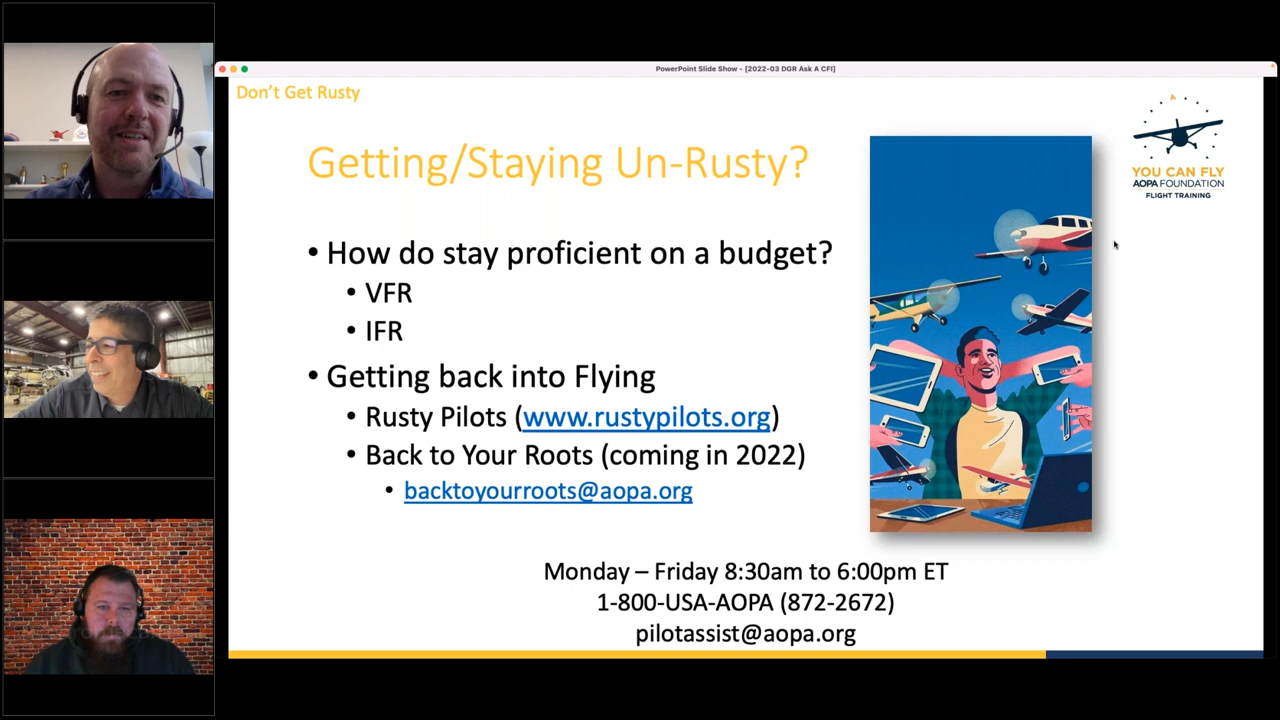 PowerPoint Slide Show - [2022-03 DGR Ask A CFI]
Don't Get Rusty
Getting/Staying Un-Rusty?
• How do stay proficient on a budget?
• VFR
• IFR
• Getting back into Flying
• Rusty Pilots (www.rustypilots.org)
• Back to Your Roots (coming in 2022)
• backtoyourroots@aopa.org
Monday – Friday 8:30am to 6:00pm ET
1-800-USA-AOPA (872-2672)
pilotassist@aopa.org
YOU CAN FLY
AOPA FOUNDATION
FLIGHT TRAINING